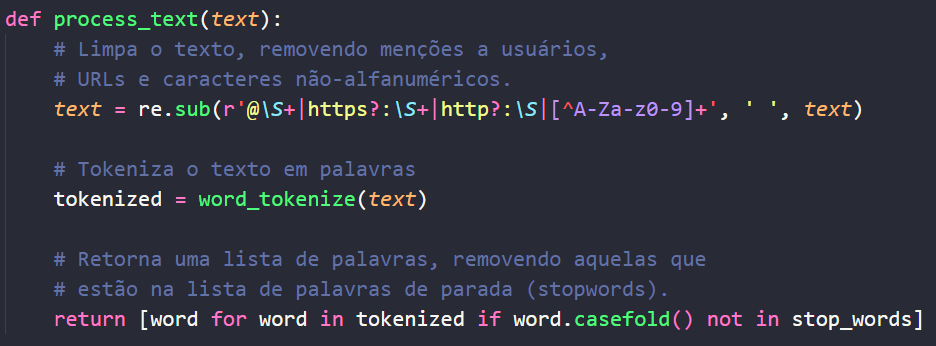 def process_text(text):
    # Limpa o texto, removendo menções a usuários,
    # URLs e caracteres não-alfanuméricos.
    text = re.sub(r'@\S+|https?:\S+|http?:\S|[^A-Za-z0-9]+', ' ', text)

    # Tokeniza o texto em palavras
    tokenized = word_tokenize(text)

    # Retorna uma lista de palavras, removendo aquelas que
    # estão na lista de palavras de parada (stopwords).
    return [word for word in tokenized if word.casefold() not in stop_words]